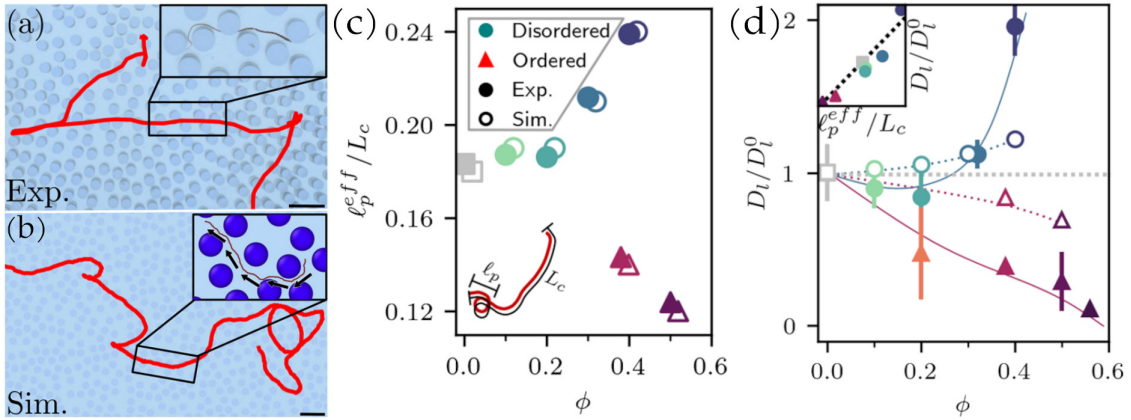 (a)
Exp.
(b)
Sim.
(c)
0.24
0.20
0.16
0.12
ℓ_p^{eff}/L_c
Disordered
Ordered
Exp.
Sim.
ℓ_p
L_c
0.0 0.2 0.4 0.6
ϕ
(d)
2
1
0
D_l/D_l^0
D_l/D_l^0
ℓ_p^{eff}/L_c
0.0 0.2 0.4 0.6
ϕ